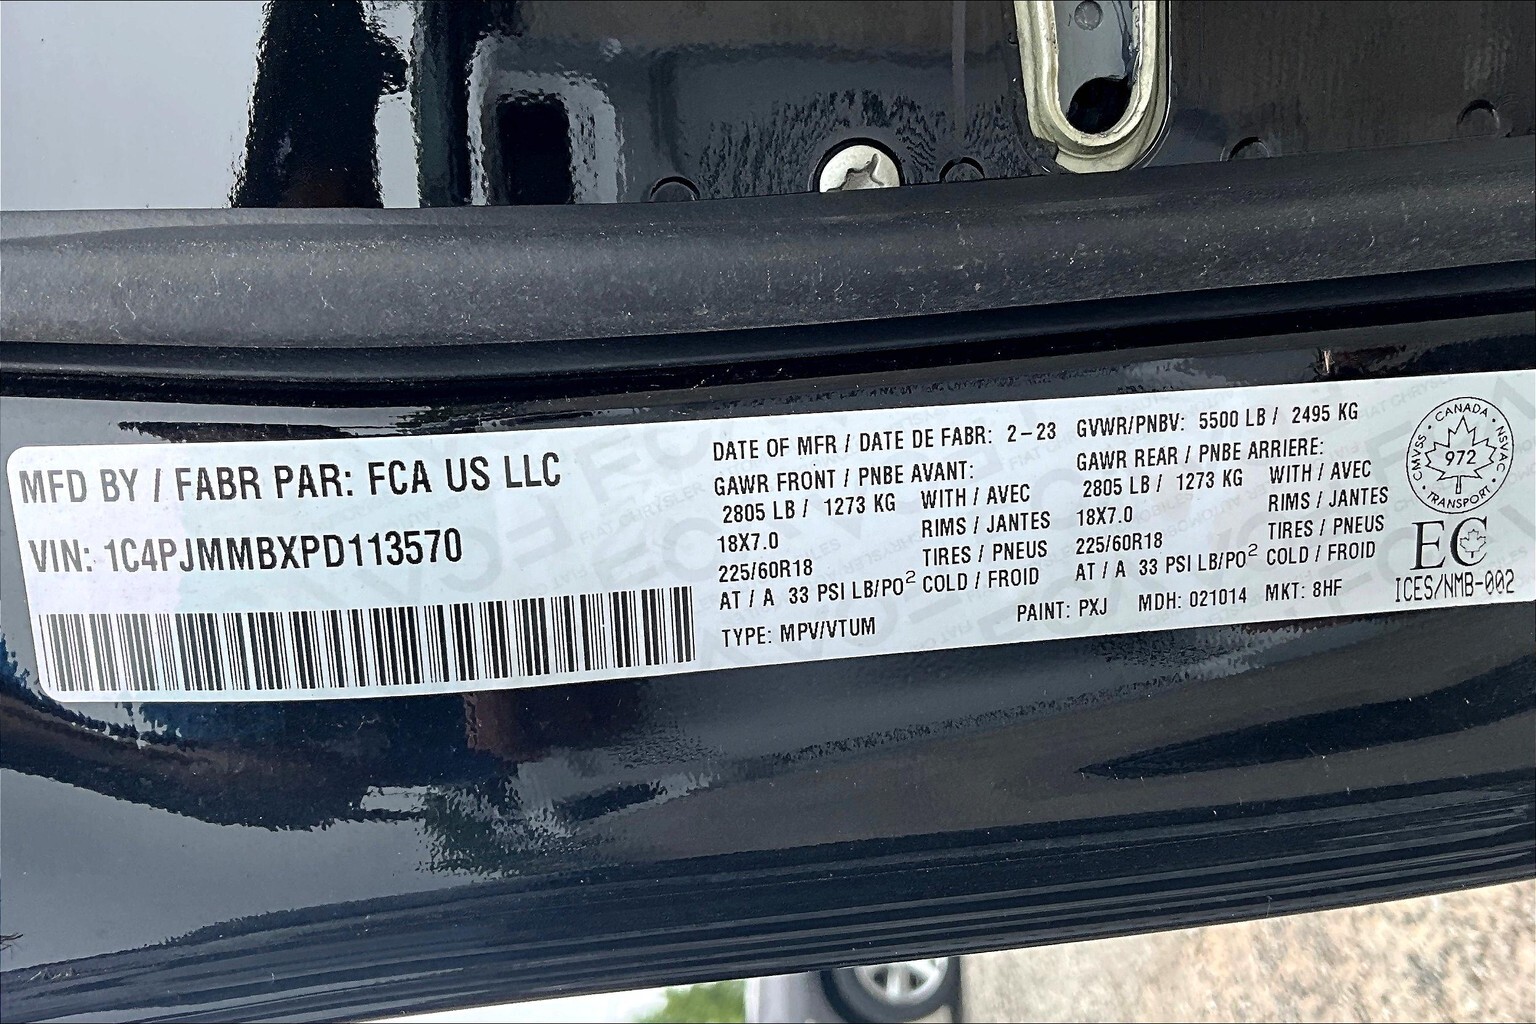 MFD BY / FABR PAR: FCA US LLC
VIN: 1C4PJMMBXPD113570
DATE OF MFR / DATE DE FABR: 2-23
GAWR FRONT / PNBE AVANT:
2805 LB / 1273 KG WITH / AVEC
18X7.0 RIMS / JANTES
225/60R18 TIRES / PNEUS
AT / A 33 PSI LB/PO² COLD / FROID
TYPE: MPV/VTUM
GVWR/PNBV: 5500 LB / 2495 KG
GAWR REAR / PNBE ARRIERE:
2805 LB / 1273 KG WITH / AVEC
18X7.0 RIMS / JANTES
225/60R18 TIRES / PNEUS
AT / A 33 PSI LB/PO² COLD / FROID
PAINT: PXJ MDH: 021014 MKT: 8HF
CANADA
CMVSS
972
NSVAC
TRANSPORT
EC
ICES/NMB-002